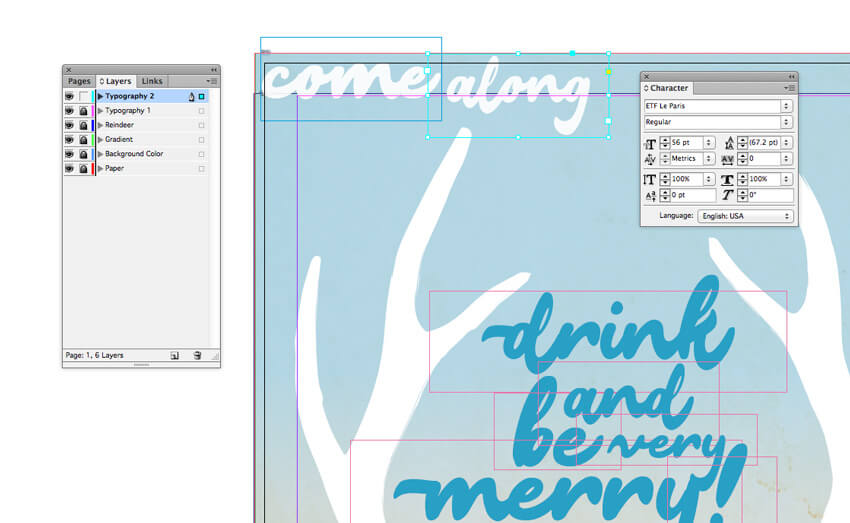 come along
Pages Layers Links
Typography 2
Typography 1
Reindeer
Gradient
Background Color
Paper
Page: 1, 6 Layers
Character
ETF Le Paris
Regular
56 pt (67.2 pt)
Metrics 0
100% 100%
0 pt 0°
Language: English: USA
drink
and
be very
merry!